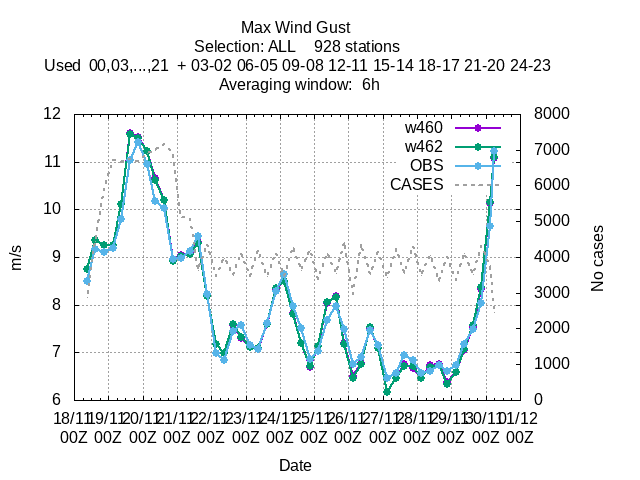 Max Wind Gust
Selection: ALL 928 stations
Used 00,03,...,21 + 03-02 06-05 09-08 12-11 15-14 18-17 21-20 24-23
Averaging window: 6h
12 8000
w460
w462
OBS
CASES
11 7000
6000
10
5000
9
4000
3000
8
2000
7
1000
6 0
m/s
No cases
18/11 19/11 20/11 21/11 22/11 23/11 24/11 25/11 26/11 27/11 28/11 29/11 30/11 01/12
00Z 00Z 00Z 00Z 00Z 00Z 00Z 00Z 00Z 00Z 00Z 00Z 00Z 00Z
Date